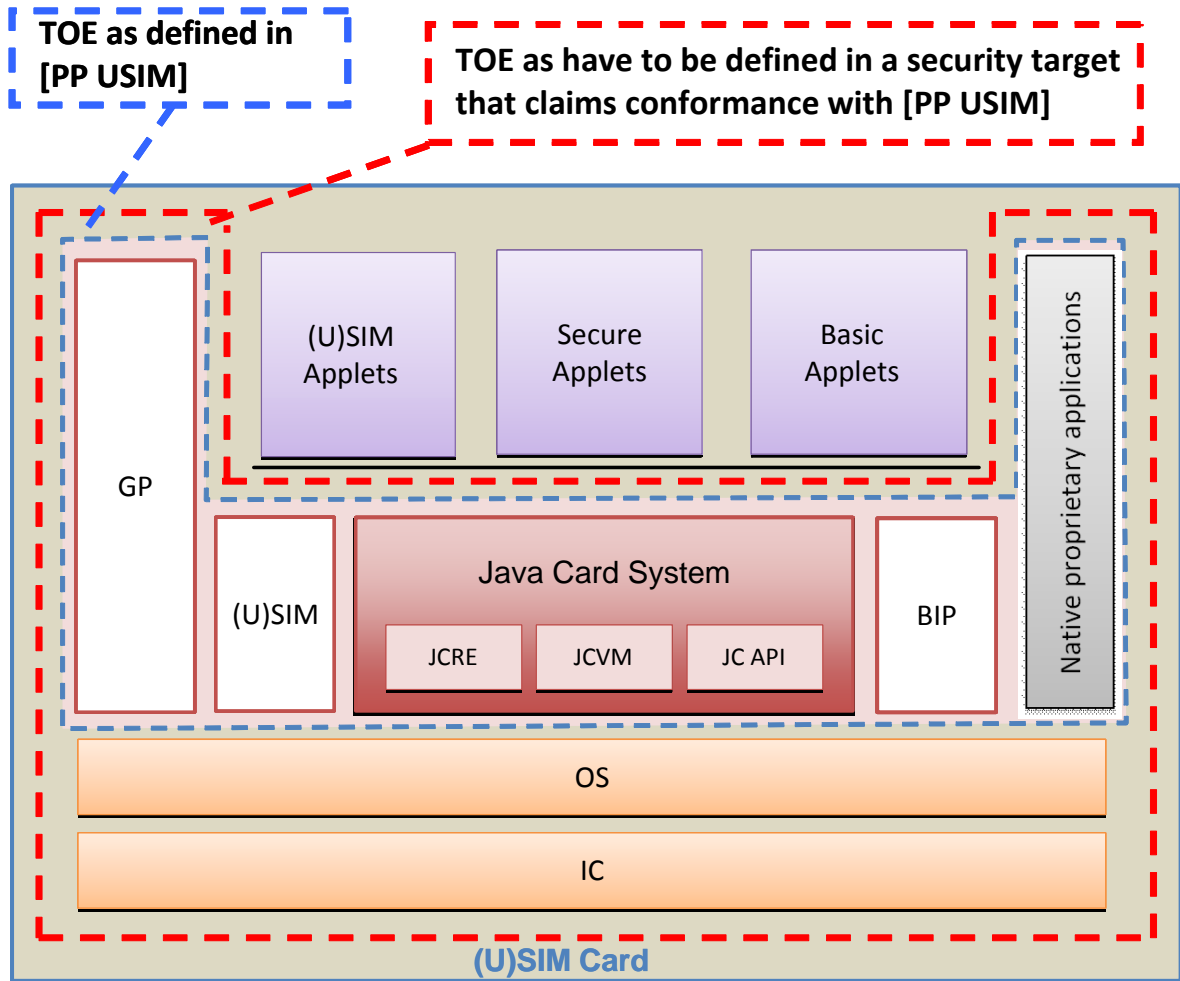 TOE as defined in
[PP USIM]
TOE as have to be defined in a security target
that claims conformance with [PP USIM]
(U)SIM
Applets
Secure
Applets
Basic
Applets
Native proprietary applications
GP
(U)SIM
Java Card System
JCRE
JCVM
JC API
BIP
OS
IC
(U)SIM Card